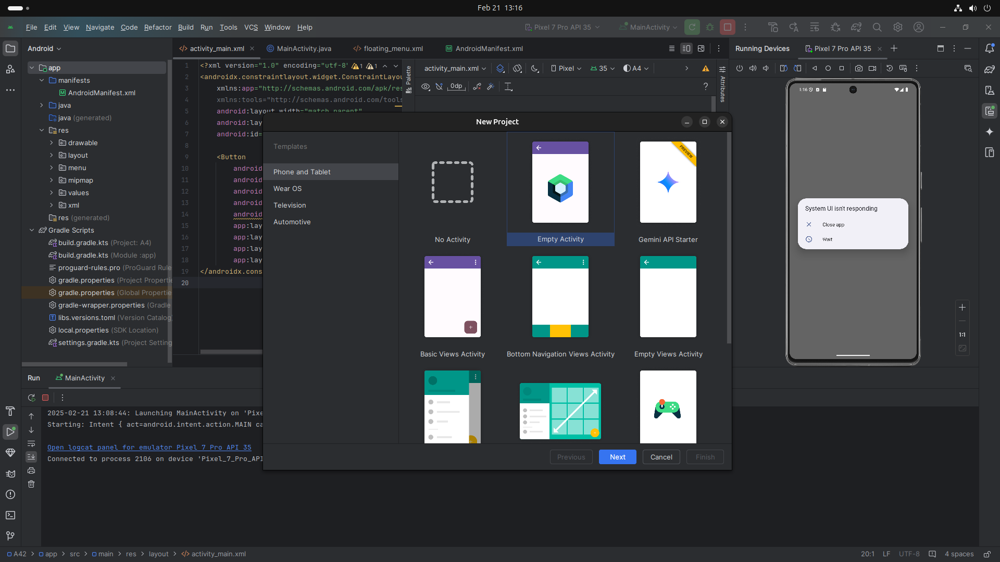 Feb 21 13:16
File Edit View Navigate Code Refactor Build Run Tools VCS Window Help
Pixel 7 Pro API 35
MainActivity
Android
activity_main.xml
MainActivity.java
floating_menu.xml
AndroidManifest.xml
Running Devices
Pixel 7 Pro API 35
app
manifests
AndroidManifest.xml
java
java (generated)
res
drawable
layout
menu
mipmap
values
xml
res (generated)
Gradle Scripts
build.gradle.kts (Project: A4)
build.gradle.kts (Module :app)
proguard-rules.pro (ProGuard Rule
gradle.properties (Project Propertie
gradle.properties (Global Propertie
gradle-wrapper.properties (Gradle
libs.versions.toml (Version Catalog
local.properties (SDK Location)
settings.gradle.kts (Project Setting
1 <?xml version="1.0" encoding="utf-8"
1 1
2 <androidx.constraintlayout.widget.ConstraintLayou
3 xmlns:app="http://schemas.android.com/apk/res
4 xmlns:tools="http://schemas.android.com/tools
5 android:layout_width="match_parent"
6 android:lay
7 android:id=
8
9 <Button
10 android
11 android
12 android
13 android
14 android
15 app:lay
16 app:lay
17 app:lay
18 app:lay
19 </androidx.cons
20
Palette
activity_main.xml
Pixel
35
A4
0dp
Attributes
New Project
Templates
Phone and Tablet
Wear OS
Television
Automotive
No Activity
Empty Activity
PREVIEW
Gemini API Starter
Basic Views Activity
Bottom Navigation Views Activity
Empty Views Activity
Previous
Next
Cancel
Finish
1:16
System UI isn't responding
Close app
Wait
1:1
Run
MainActivity
2025-02-21 13:08:44: Launching MainActivity on 'Pixe
Starting: Intent { act=android.intent.action.MAIN ca
Open logcat panel for emulator Pixel 7 Pro API 35
Connected to process 2106 on device 'Pixel_7_Pro_API
A42 > app > src > main > res > layout > activity_main.xml
20:1 LF UTF-8 4 spaces